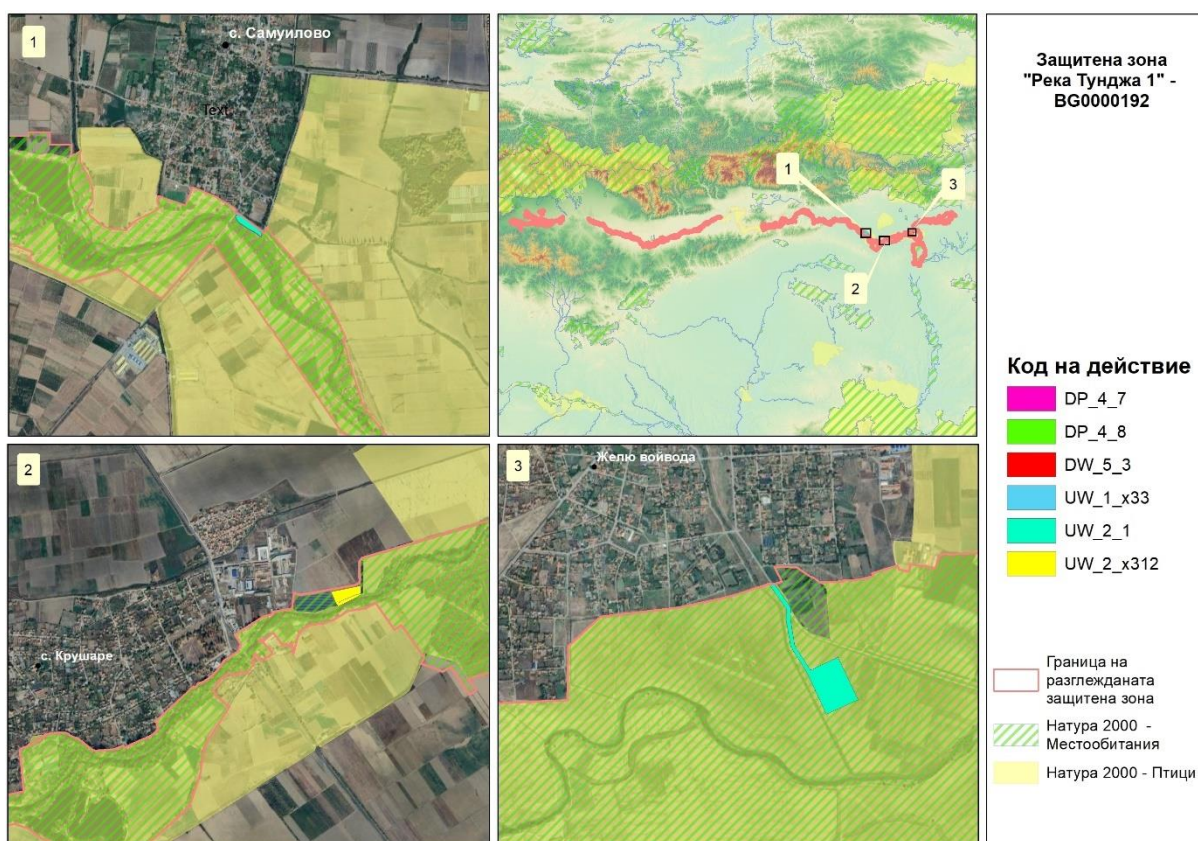 1
с. Самуилово
Text
1
3
2
Защитена зона
"Река Тунджа 1" -
BG0000192
Код на действие
DP_4_7
DP_4_8
DW_5_3
UW_1_x33
UW_2_1
UW_2_x312
Граница на
разглежданата
защитена зона
Натура 2000 -
Местообитания
Натура 2000 - Птици
2
с. Крушаре
3
Желю войвода